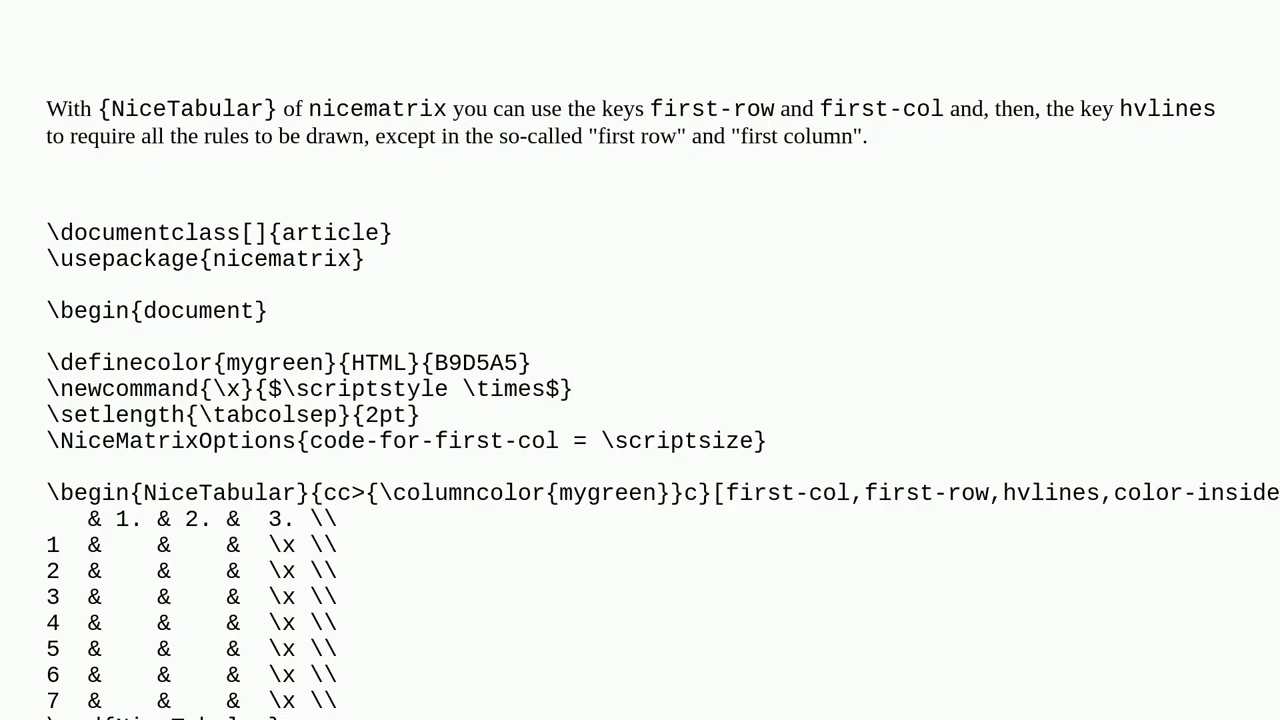 With {NiceTabular} of nicematrix you can use the keys first-row and first-col and, then, the key hvlines
to require all the rules to be drawn, except in the so-called "first row" and "first column".
\documentclass[]{article}
\usepackage{nicematrix}
\begin{document}
\definecolor{mygreen}{HTML}{B9D5A5}
\newcommand{\x}{$\scriptstyle \times$}
\setlength{\tabcolsep}{2pt}
\NiceMatrixOptions{code-for-first-col = \scriptsize}
\begin{NiceTabular}{cc>{\columncolor{mygreen}}c}[first-col,first-row,hvlines,color-inside
   & 1. & 2. &  3. \\
1  &    &    &  \x \\
2  &    &    &  \x \\
3  &    &    &  \x \\
4  &    &    &  \x \\
5  &    &    &  \x \\
6  &    &    &  \x \\
7  &    &    &  \x \\